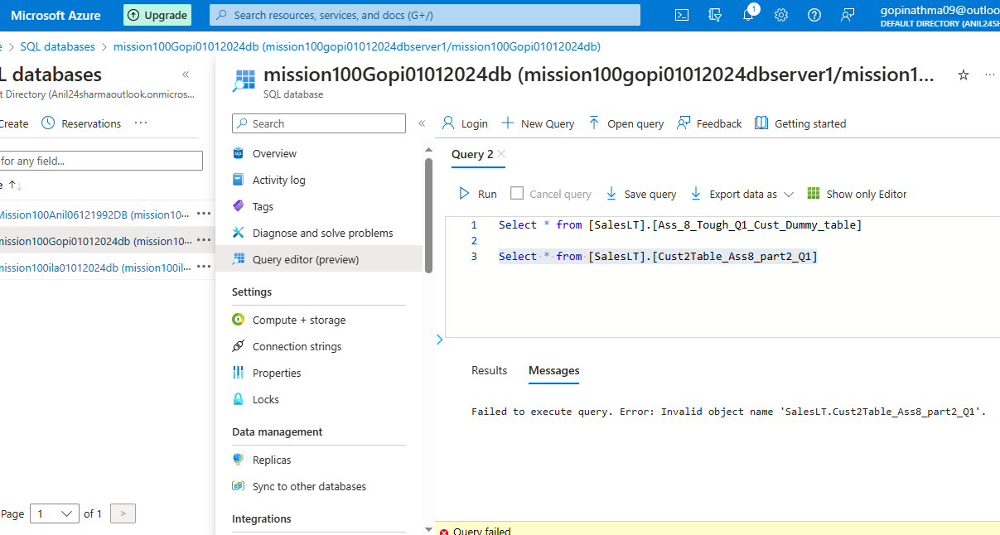 Microsoft Azure
Upgrade
Search resources, services, and docs (G+/)
1
gopinathma09@outloo
DEFAULT DIRECTORY (ANIL24SH
e > SQL databases > mission100Gopi01012024db (mission100gopi01012024dbserver1/mission100Gopi01012024db)
L databases
«
t Directory (Anil24sharmaoutlook.onmicros...
Create
Reservations
...
for any field...
e ↑↓
Mission100Anil06121992DB (mission10...
...
mission100Gopi01012024db (mission10...
...
mission100ila01012024db (mission100il...
...
Page 1 of 1 >
mission100Gopi01012024db (mission100gopi01012024dbserver1/mission1...
...
SQL database
Search
«
Overview
Activity log
Tags
Diagnose and solve problems
Query editor (preview)
Settings
Compute + storage
Connection strings
Properties
Locks
Data management
Replicas
Sync to other databases
Integrations
Login
New Query
Open query
Feedback
Getting started
Query 2
Run
Cancel query
Save query
Export data as
Show only Editor
1 Select * from [SalesLT].[Ass_8_Tough_Q1_Cust_Dummy_table]
2
3 Select * from [SalesLT].[Cust2Table_Ass8_part2_Q1]
Results
Messages
Failed to execute query. Error: Invalid object name 'SalesLT.Cust2Table_Ass8_part2_Q1'.
Query failed